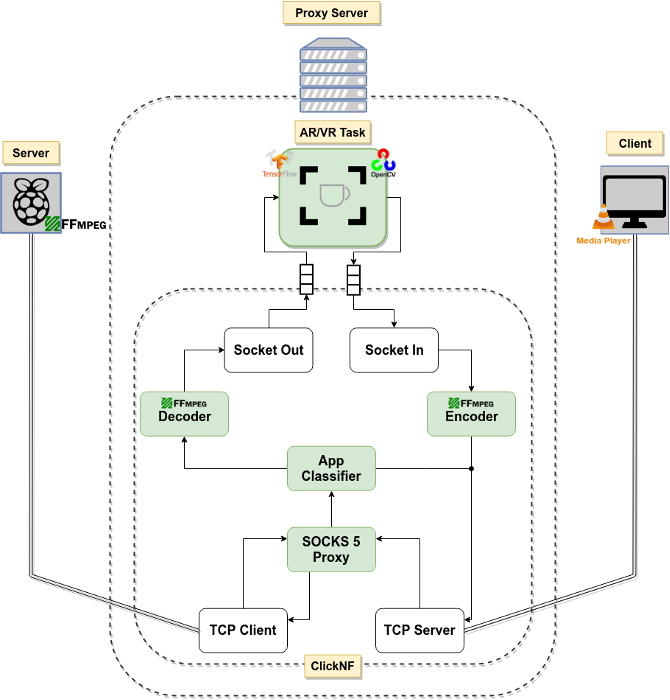 Proxy Server
AR/VR Task
Server
Client
TensorFlow
OpenCV
FFMPEG
Media Player
Socket Out
Socket In
FFMPEG
Decoder
FFMPEG
Encoder
App
Classifier
SOCKS 5
Proxy
TCP Client
TCP Server
ClickNF